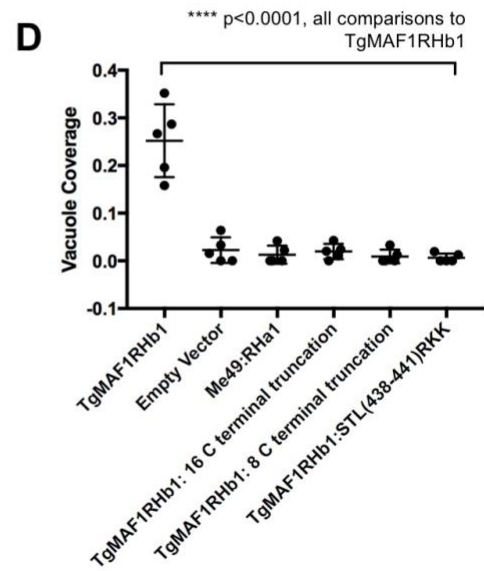 D
**** p<0.0001, all comparisons to
TgMAF1RHb1
Vacuole Coverage
0.4
0.3
0.2
0.1
0.0
-0.1
TgMAF1RHb1
Empty Vector
Me49:RHa1
TgMAF1RHb1: 16 C terminal truncation
TgMAF1RHb1: 8 C terminal truncation
TgMAF1RHb1:STL(438-441)RKK